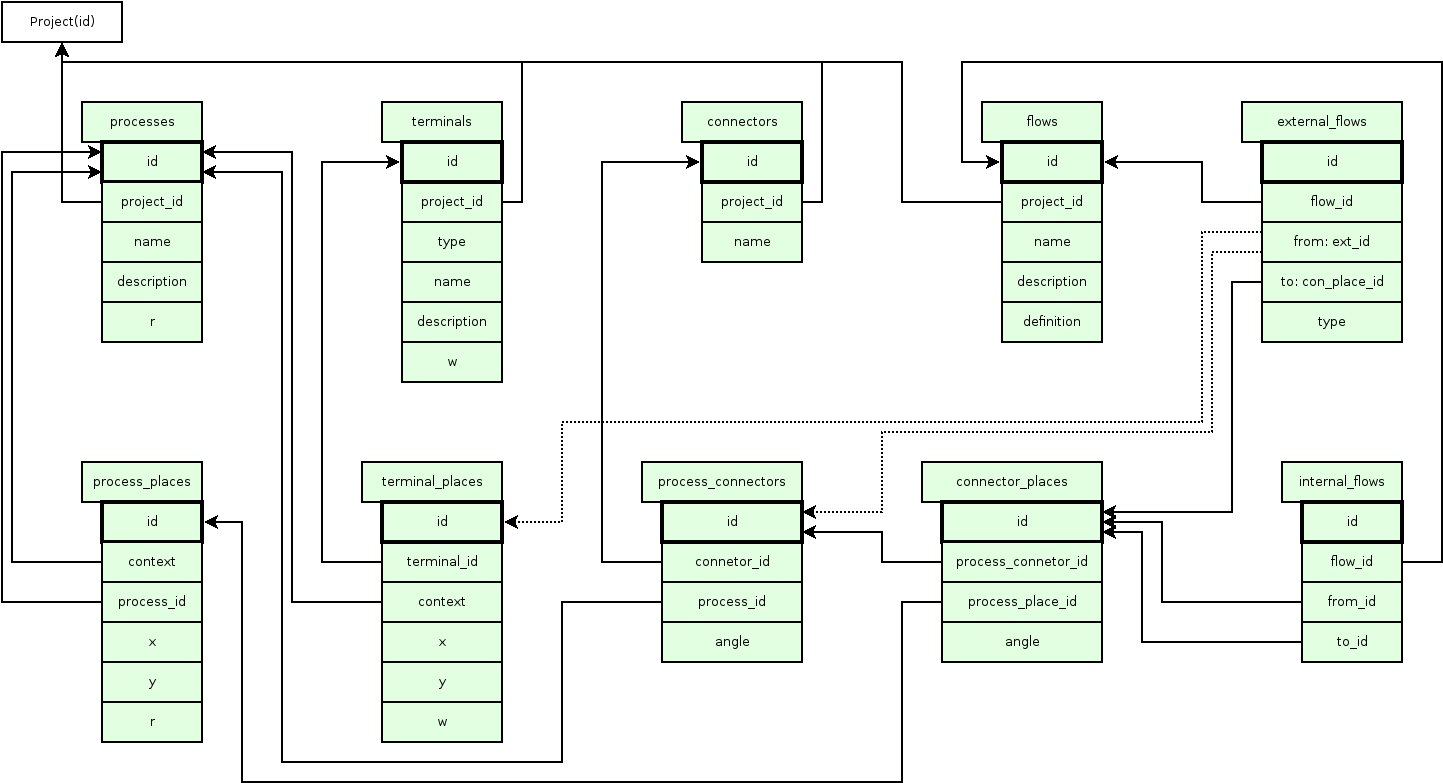 Project(id)
processes
id
project_id
name
description
r
terminals
id
project_id
type
name
description
w
connectors
id
project_id
name
flows
id
project_id
name
description
definition
external_flows
id
flow_id
from: ext_id
to: con_place_id
type
process_places
id
context
process_id
x
y
r
terminal_places
id
terminal_id
context
x
y
w
process_connectors
id
connetor_id
process_id
angle
connector_places
id
process_connetor_id
process_place_id
angle
internal_flows
id
flow_id
from_id
to_id